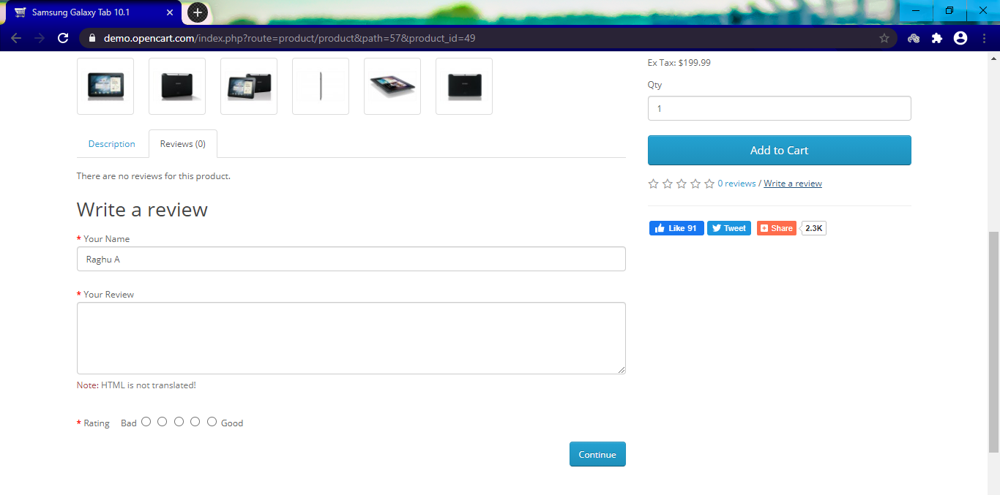 Samsung Galaxy Tab 10.1
demo.opencart.com/index.php?route=product/product&path=57&product_id=49
Ex Tax: $199.99
Qty
1
Add to Cart
0 reviews / Write a review
Like 91
Tweet
Share
2.3K
Description
Reviews (0)
There are no reviews for this product.
Write a review
* Your Name
Raghu A
* Your Review
Note: HTML is not translated!
* Rating Bad Good
Continue